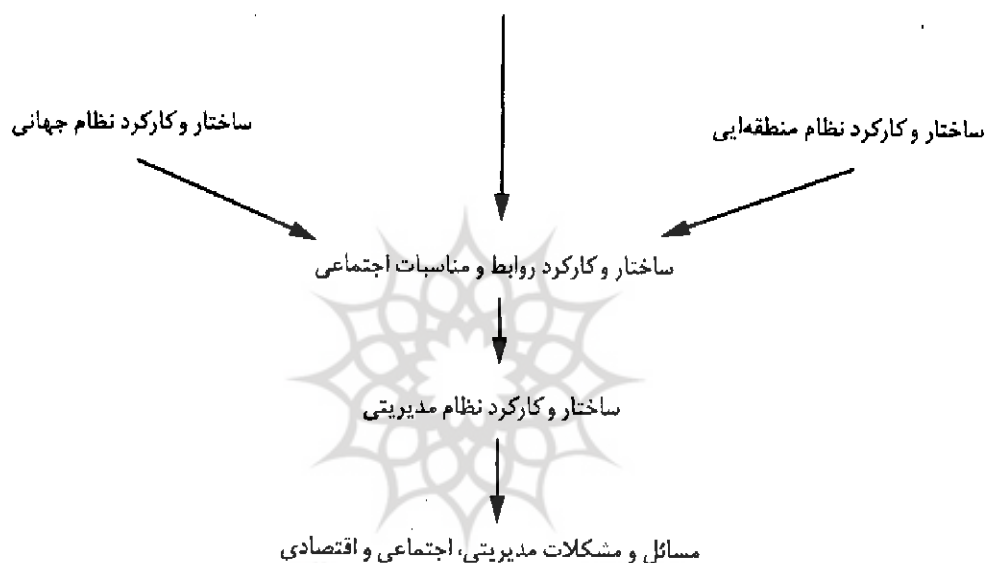 ساختار و کارکرد نظام منطقه‌ایی
ساختار و کارکرد نظام جهانی
ساختار و کارکرد روابط و مناسبات اجتماعی
ساختار و کارکرد نظام مدیریتی
مسائل و مشکلات مدیریتی، اجتماعی و اقتصادی